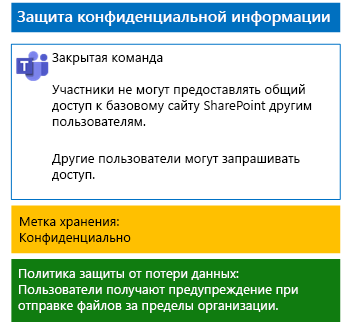 Защита конфиденциальной информации
Закрытая команда
Участники не могут предоставлять общий
доступ к базовому сайту SharePoint другим
пользователям.
Другие пользователи могут запрашивать
доступ.
Метка хранения:
Конфиденциально
Политика защиты от потери данных:
Пользователи получают предупреждение при
отправке файлов за пределы организации.